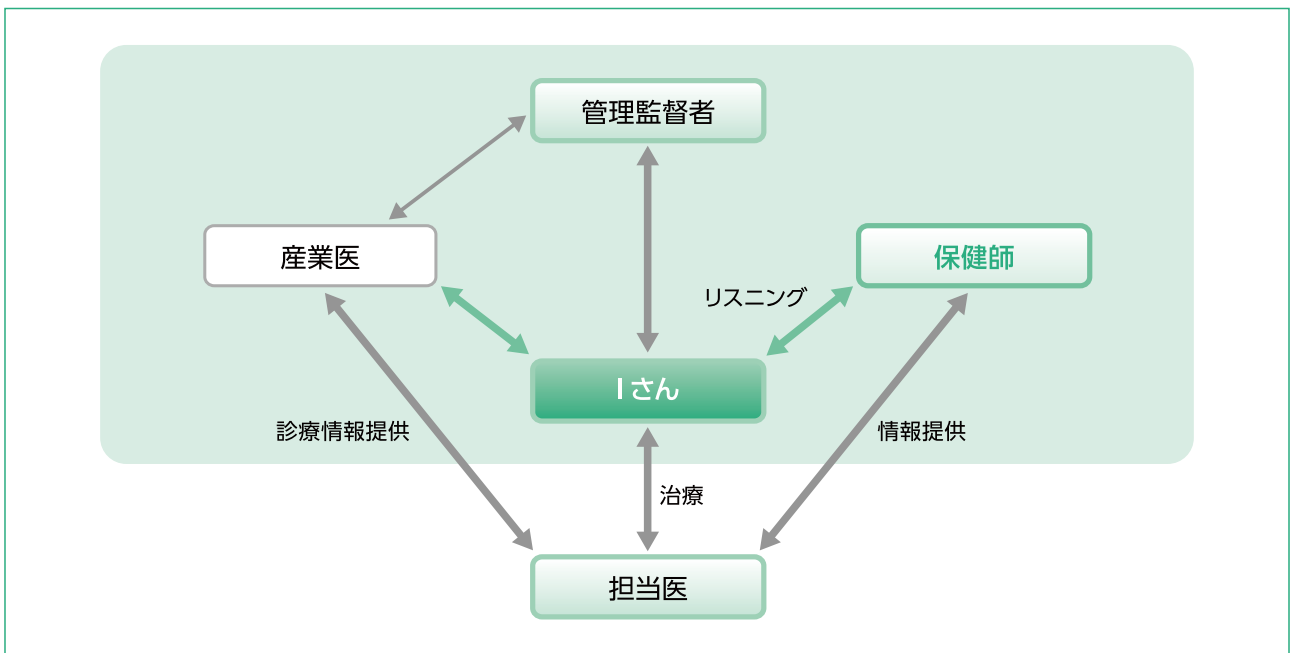 管理監督者
産業医
保健師
リスニング
Iさん
診療情報提供
情報提供
治療
担当医